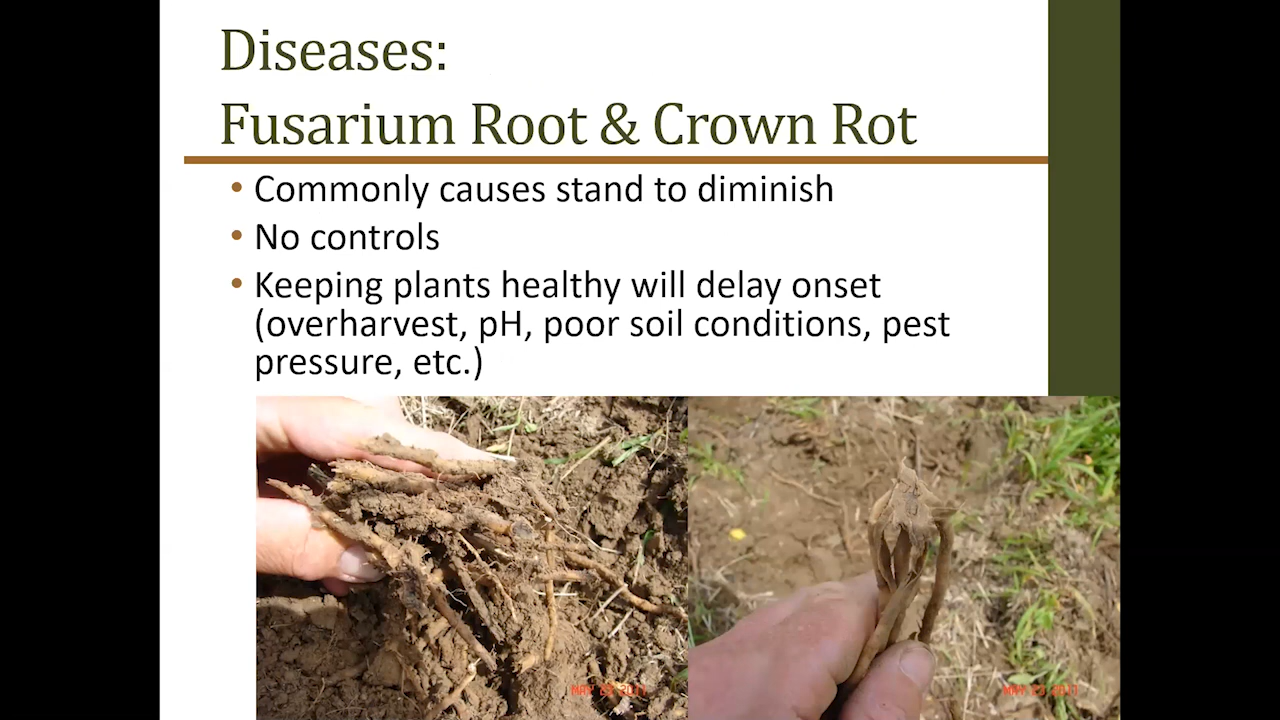 Diseases:
Fusarium Root & Crown Rot
• Commonly causes stand to diminish
• No controls
• Keeping plants healthy will delay onset
(overharvest, pH, poor soil conditions, pest
pressure, etc.)